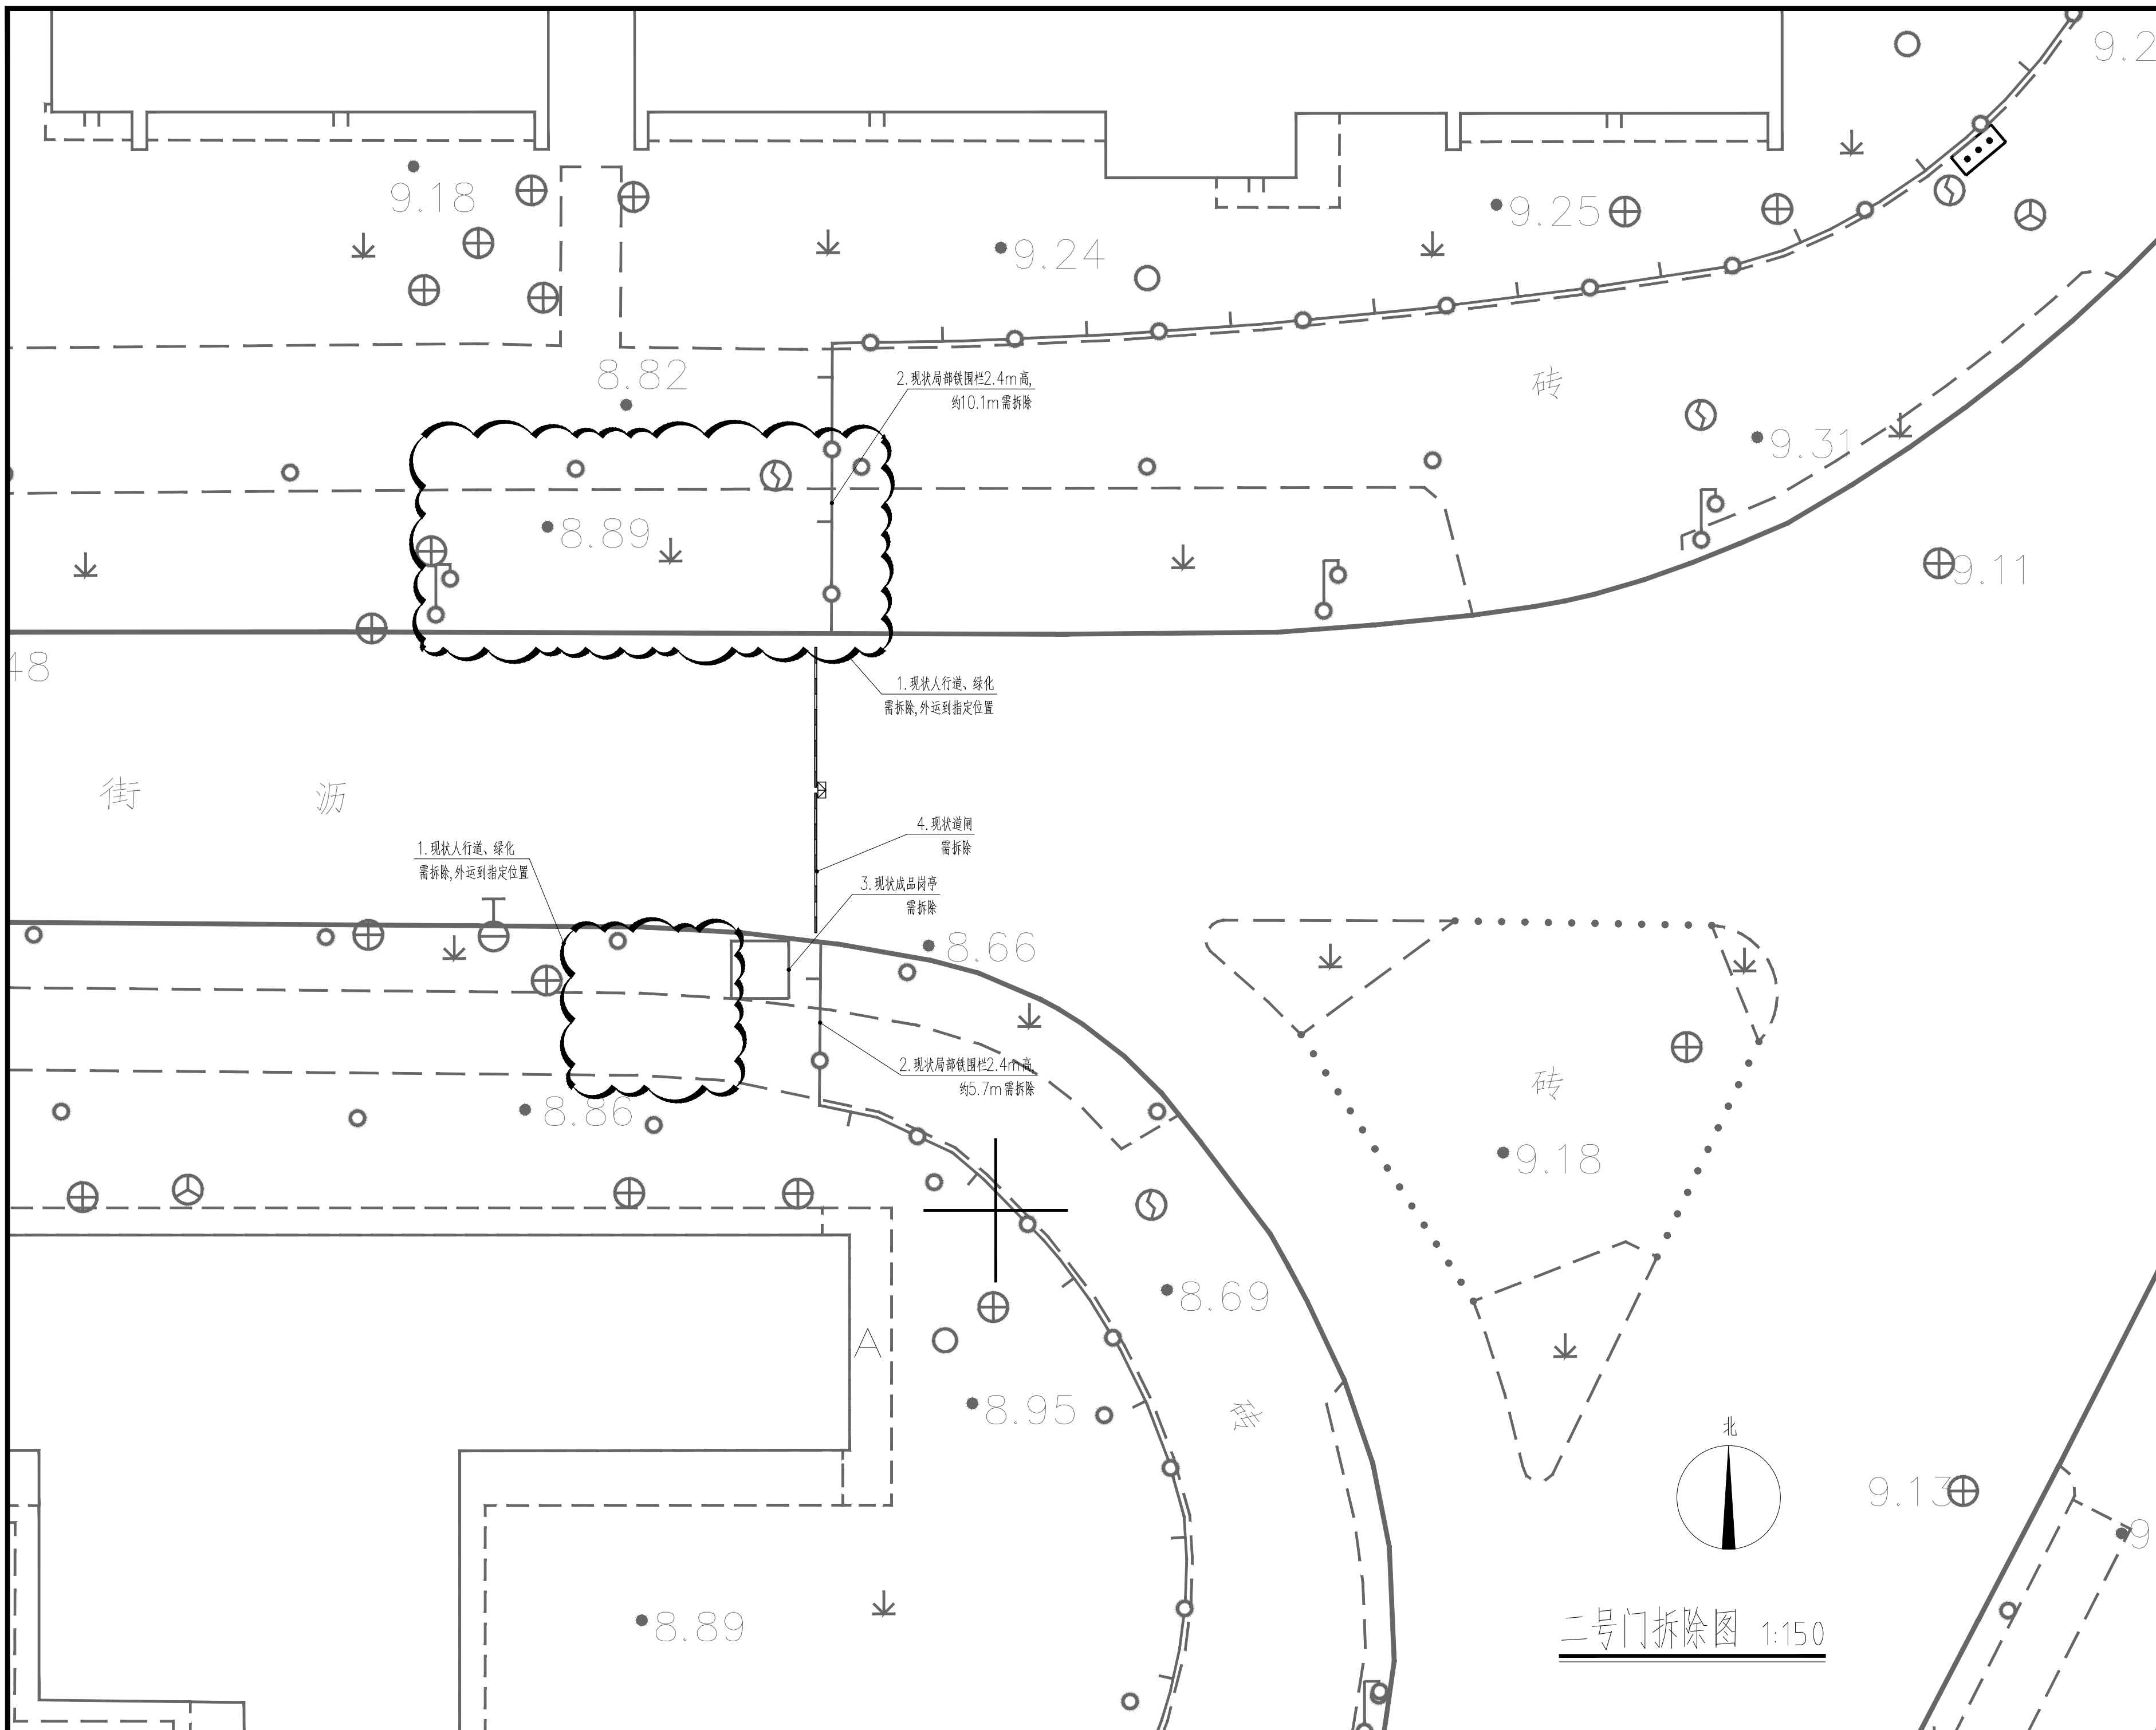 9.2
9.18
9.25
9.24
8.82
2.现状局部铁围栏2.4m高,
约10.1m需拆除
砖
9.31
8.89
9.11
48
1.现状人行道、绿化
需拆除,外运到指定位置
街
沥
4.现状道闸
需拆除
1.现状人行道、绿化
需拆除,外运到指定位置
3.现状成品岗亭
需拆除
8.66
2.现状局部铁围栏2.4m高,
约5.7m需拆除
砖
8.86
9.18
8.69
A
8.95
砖
北
9.13
9
8.89
二号门拆除图 1:150